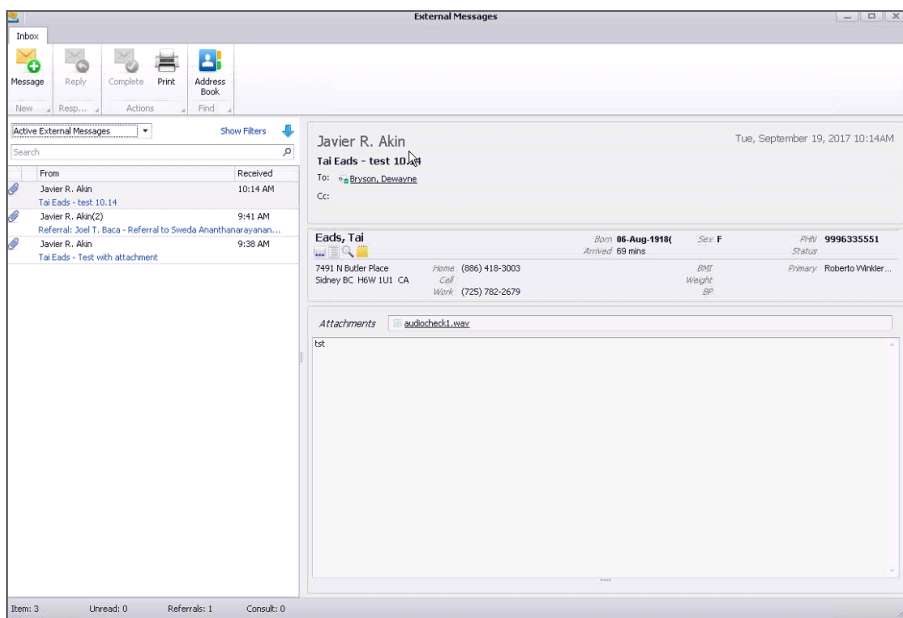 External Messages
Inbox
Message Reply Complete Print Address Book
New Resp... Actions Find
Active External Messages Show Filters
Search
From Received
Javier R. Akin 10:14 AM
Tai Eads - test 10.14
Javier R. Akin(2) 9:41 AM
Referral: Joel T. Baca - Referral to Sweda Ananthanarayanan...
Javier R. Akin 9:38 AM
Tai Eads - Test with attachment
Javier R. Akin Tue, September 19, 2017 10:14AM
Tai Eads - test 10.14
To: Bryson, Dewayne
Cc:
Eads, Tai Born 06-Aug-1918( Sex F PHN 9996335551
Arrived 69 mins Status
7491 N Butler Place Home (886) 418-3003 BMI Primary Roberto Winkler...
Sidney BC H6W 1U1 CA Cell Weight
Work (725) 782-2679 BP
Attachments audiocheck1.wav
tst
Item: 3 Unread: 0 Referrals: 1 Consult: 0